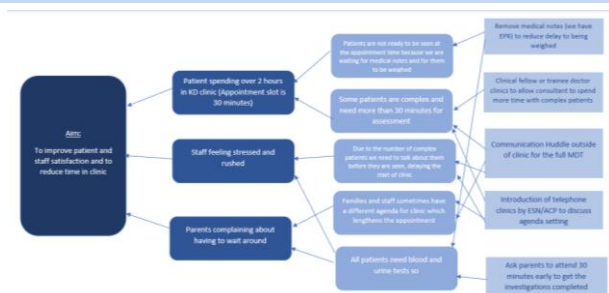 Aim:
To improve patient and
staff satisfaction and to
reduce time in clinic
Patient spending over 2 hours
in KD clinic (Appointment slot is
30 minutes)
Staff feeling stressed and
rushed
Parents complaining about
having to wait around
Patients are not ready to be seen at
the appointment time because we are
waiting for medical notes and for them
to be weighed
Some patients are complex and
need more than 30 minutes for
assessment
Due to the number of complex
patients we need to talk about them
before they are seen, delaying the
start of clinic
Families and staff sometimes have
a different agenda for clinic which
lengthens the appointment
All patients need blood and
urine tests so
Remove medical notes (we have
EPR) to reduce delay to being
weighed
Clinical fellow or trainee doctor
clinics to allow consultant to spend
more time with complex patients
Communication Huddle outside
of clinic for the full MDT
Introduction of telephone
clinics by ESN/ACP to discuss
agenda setting
Ask parents to attend 30
minutes early to get the
investigations completed